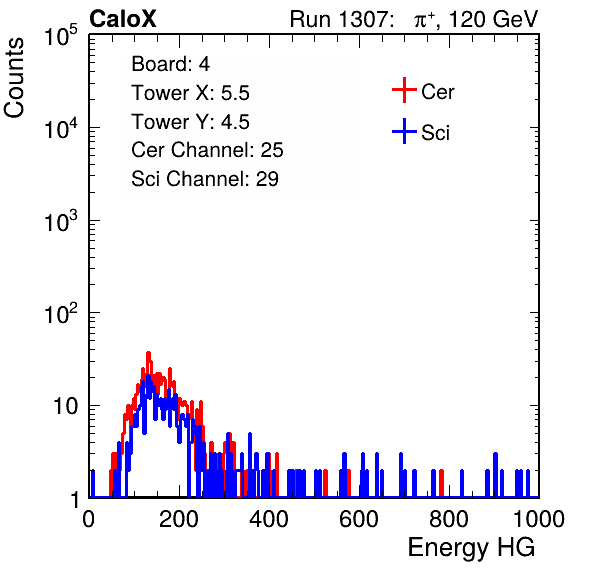 CaloX Run 1307: π⁺, 120 GeV
Counts
10⁵
10⁴
10³
10²
10
1
Board: 4
Tower X: 5.5
Tower Y: 4.5
Cer Channel: 25
Sci Channel: 29
Cer
Sci
0 200 400 600 800 1000
Energy HG